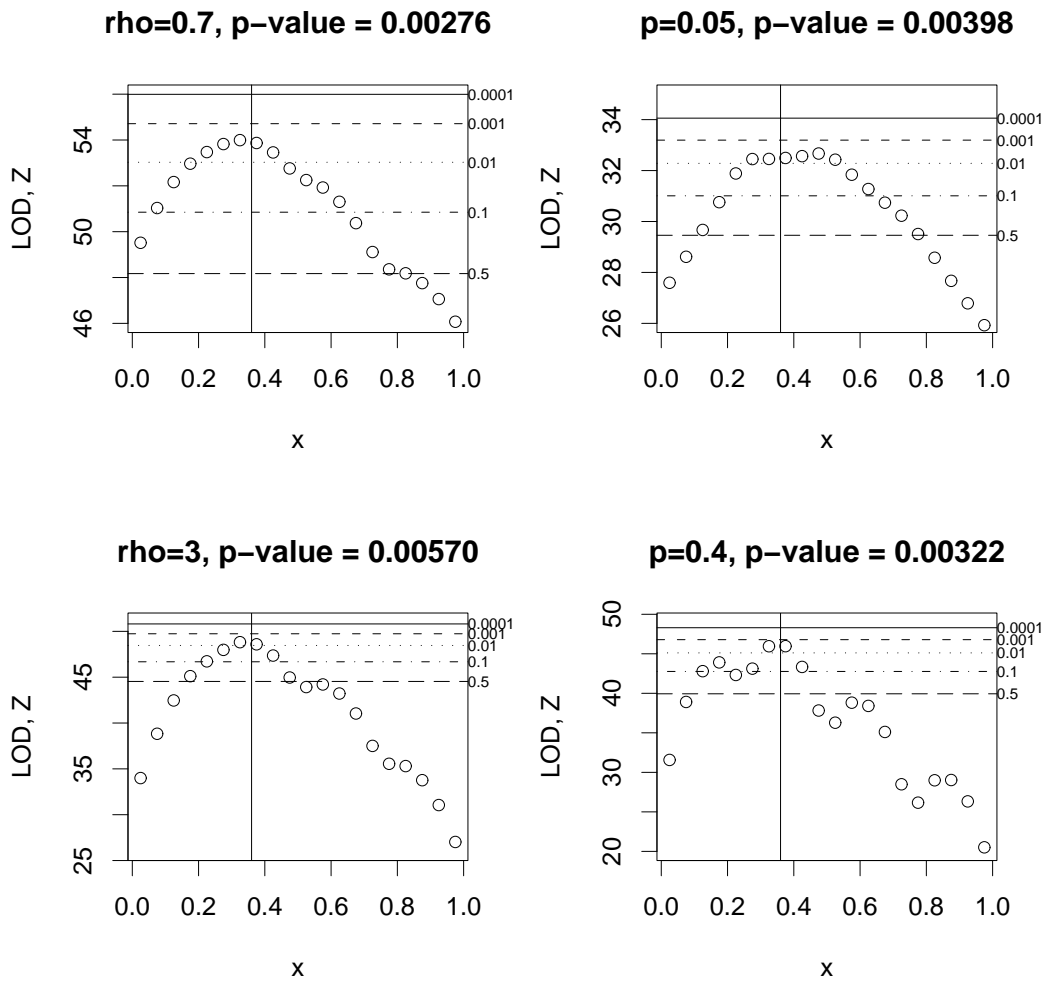 rho=0.7, p−value = 0.00276
LOD, Z
54
50
46
0.0001
0.001
0.01
0.1
0.5
0.0 0.2 0.4 0.6 0.8 1.0
x
p=0.05, p−value = 0.00398
LOD, Z
34
32
30
28
26
0.0001
0.001
0.01
0.1
0.5
0.0 0.2 0.4 0.6 0.8 1.0
x
rho=3, p−value = 0.00570
LOD, Z
45
35
25
0.0001
0.001
0.01
0.1
0.5
0.0 0.2 0.4 0.6 0.8 1.0
x
p=0.4, p−value = 0.00322
LOD, Z
50
40
30
20
0.0001
0.001
0.01
0.1
0.5
0.0 0.2 0.4 0.6 0.8 1.0
x